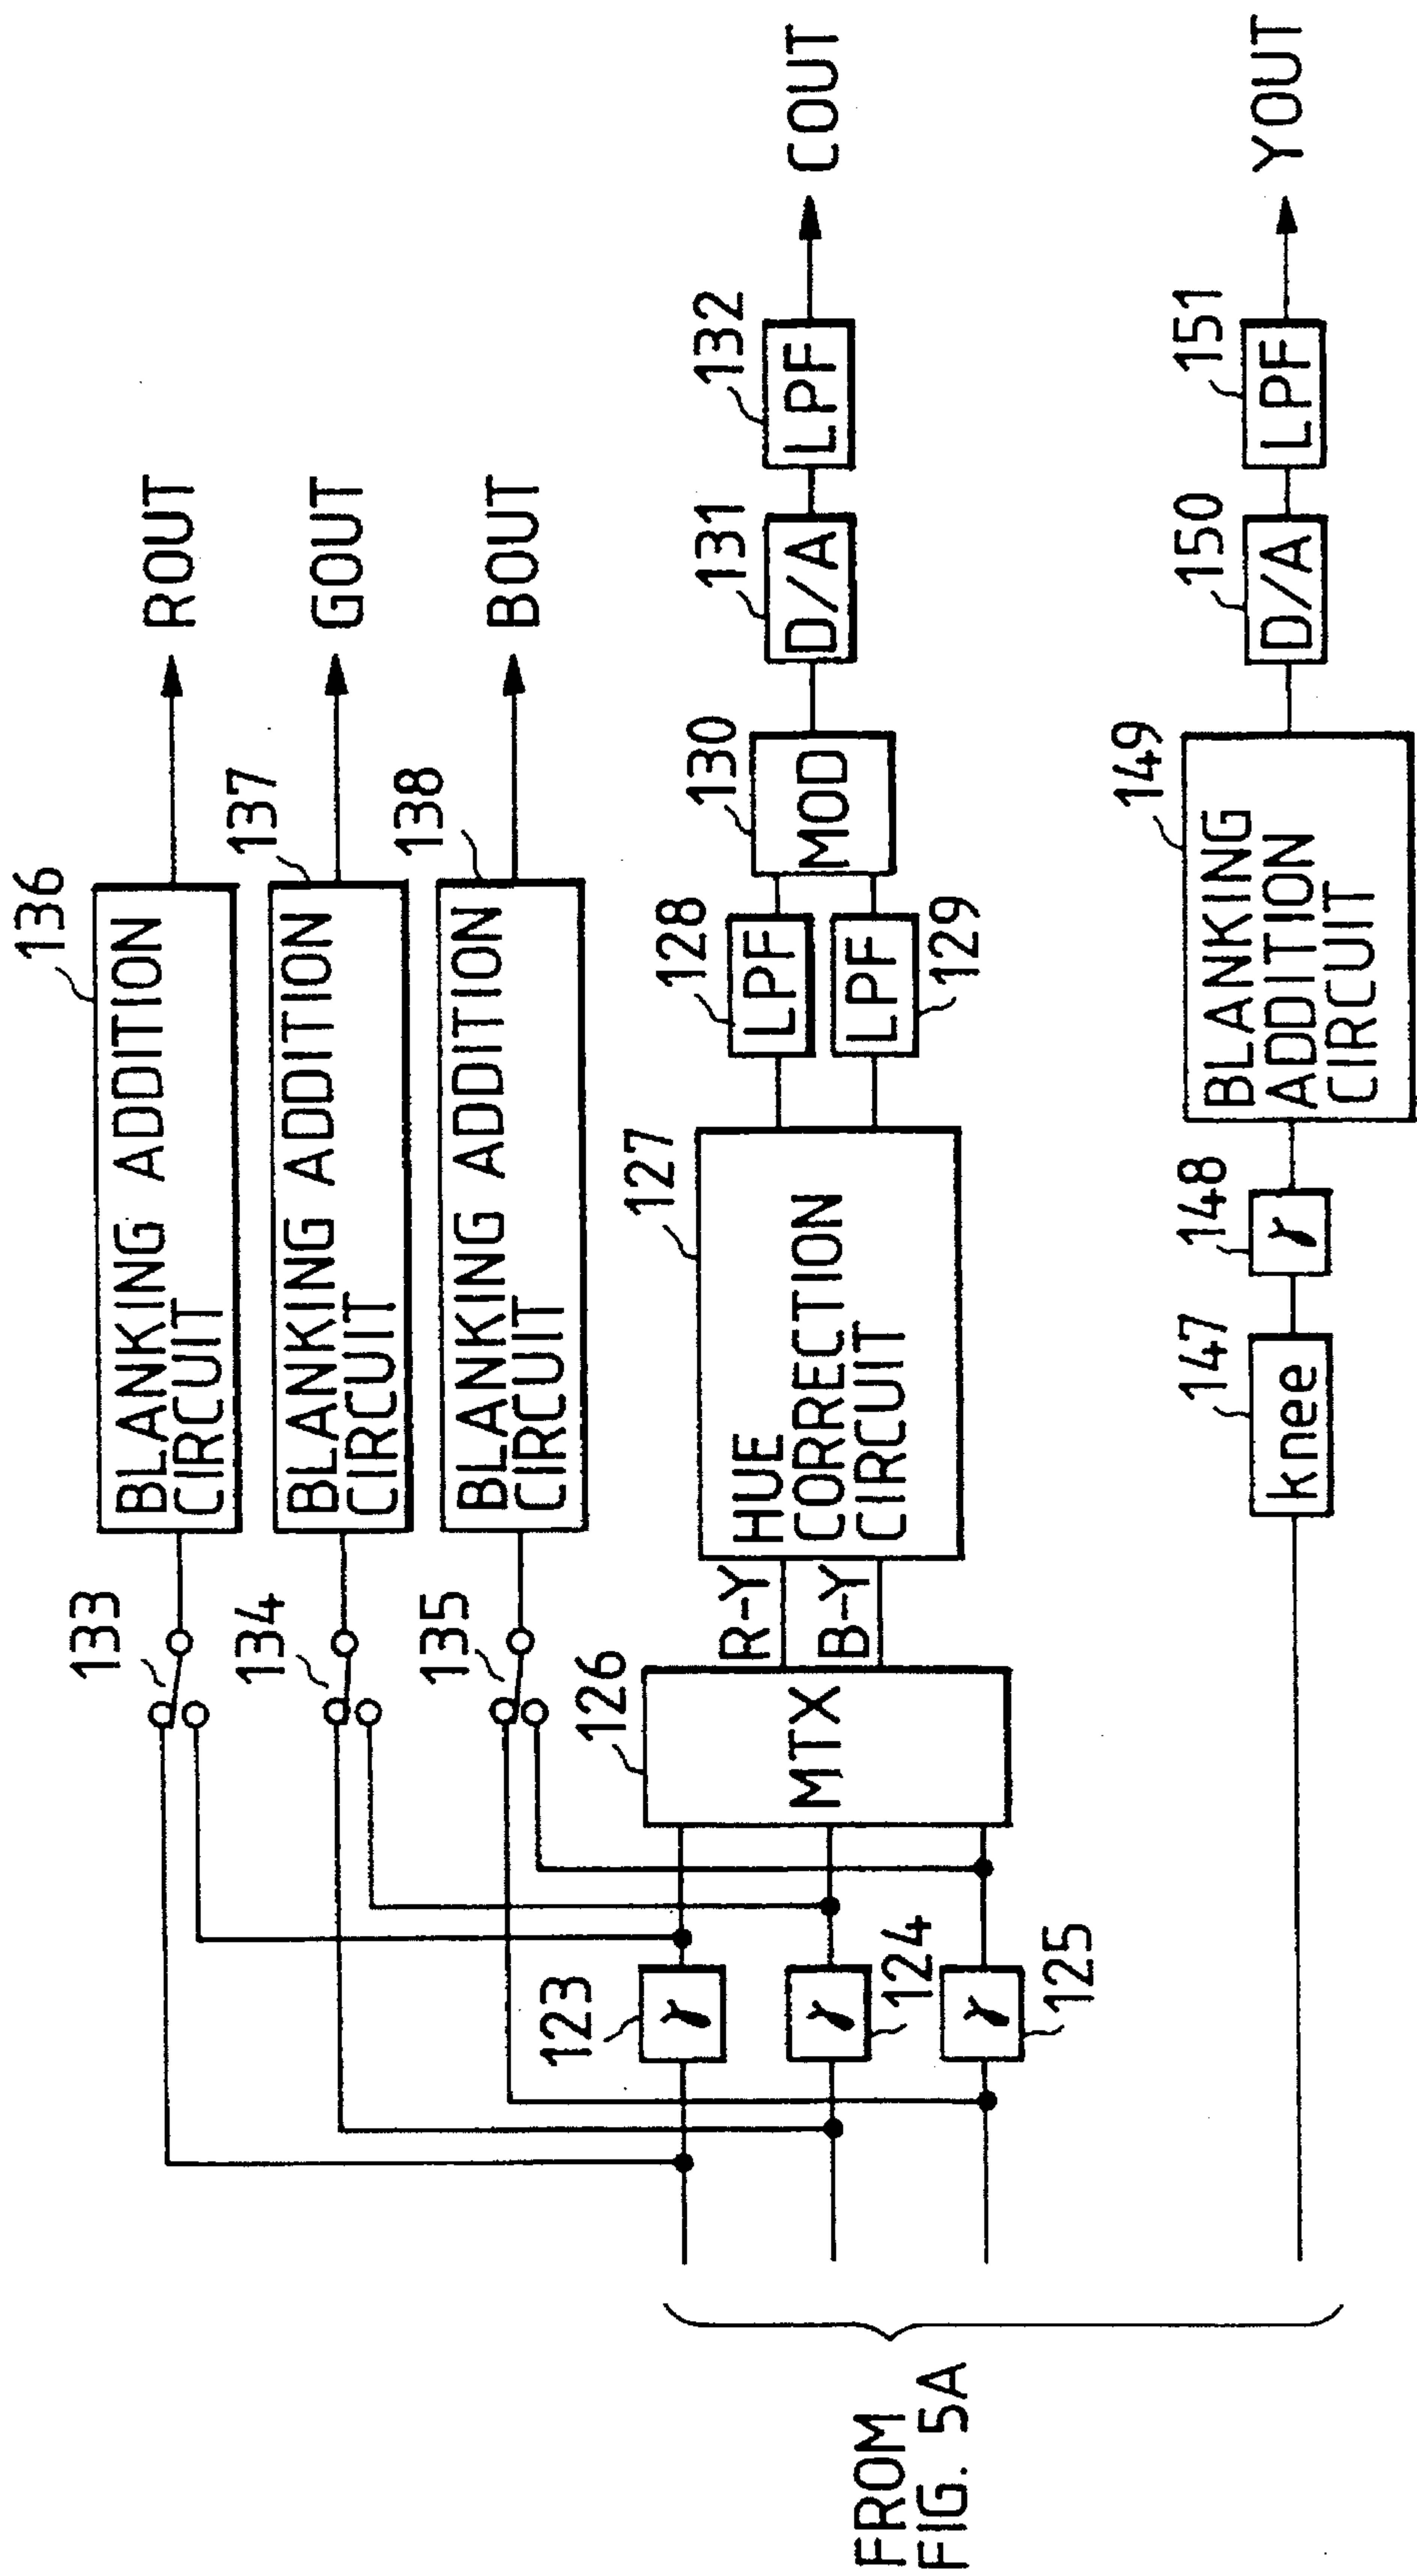 136
BLANKING ADDITION
CIRCUIT
ROUT
133
137
BLANKING ADDITION
CIRCUIT
GOUT
134
138
BLANKING ADDITION
CIRCUIT
BOUT
135
123
γ
124
γ
125
γ
126
MTX
R-Y
B-Y
127
HUE
CORRECTION
CIRCUIT
128
LPF
LPF
129
130
MOD
131
D/A
132
LPF
COUT
147
knee
148
γ
149
BLANKING
ADDITION
CIRCUIT
150
D/A
151
LPF
YOUT
FROM
FIG. 5A